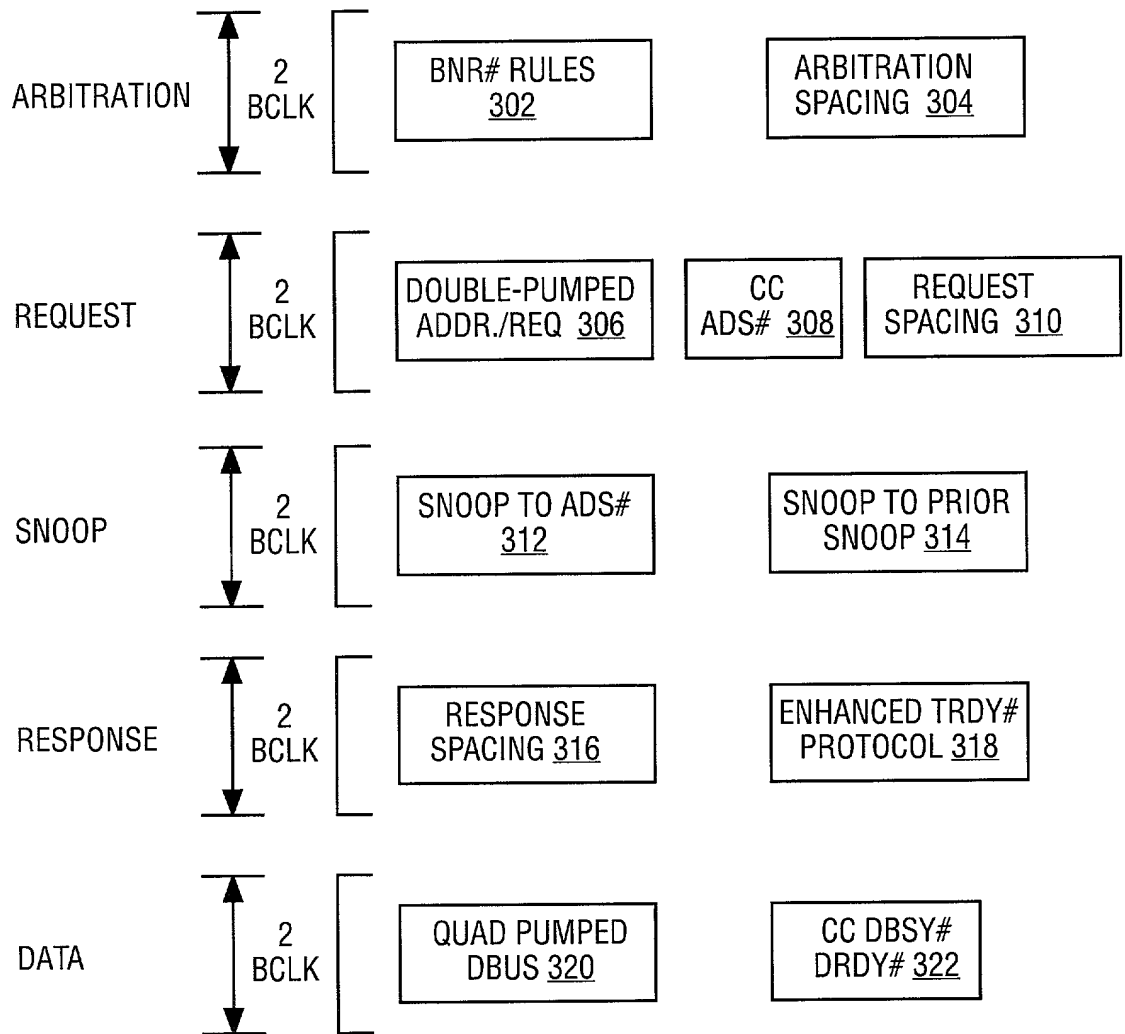 ARBITRATION
2
BCLK
BNR# RULES
302
ARBITRATION
SPACING 304
REQUEST
2
BCLK
DOUBLE-PUMPED
ADDR./REQ 306
CC
ADS# 308
REQUEST
SPACING 310
SNOOP
2
BCLK
SNOOP TO ADS#
312
SNOOP TO PRIOR
SNOOP 314
RESPONSE
2
BCLK
RESPONSE
SPACING 316
ENHANCED TRDY#
PROTOCOL 318
DATA
2
BCLK
QUAD PUMPED
DBUS 320
CC DBSY#
DRDY# 322